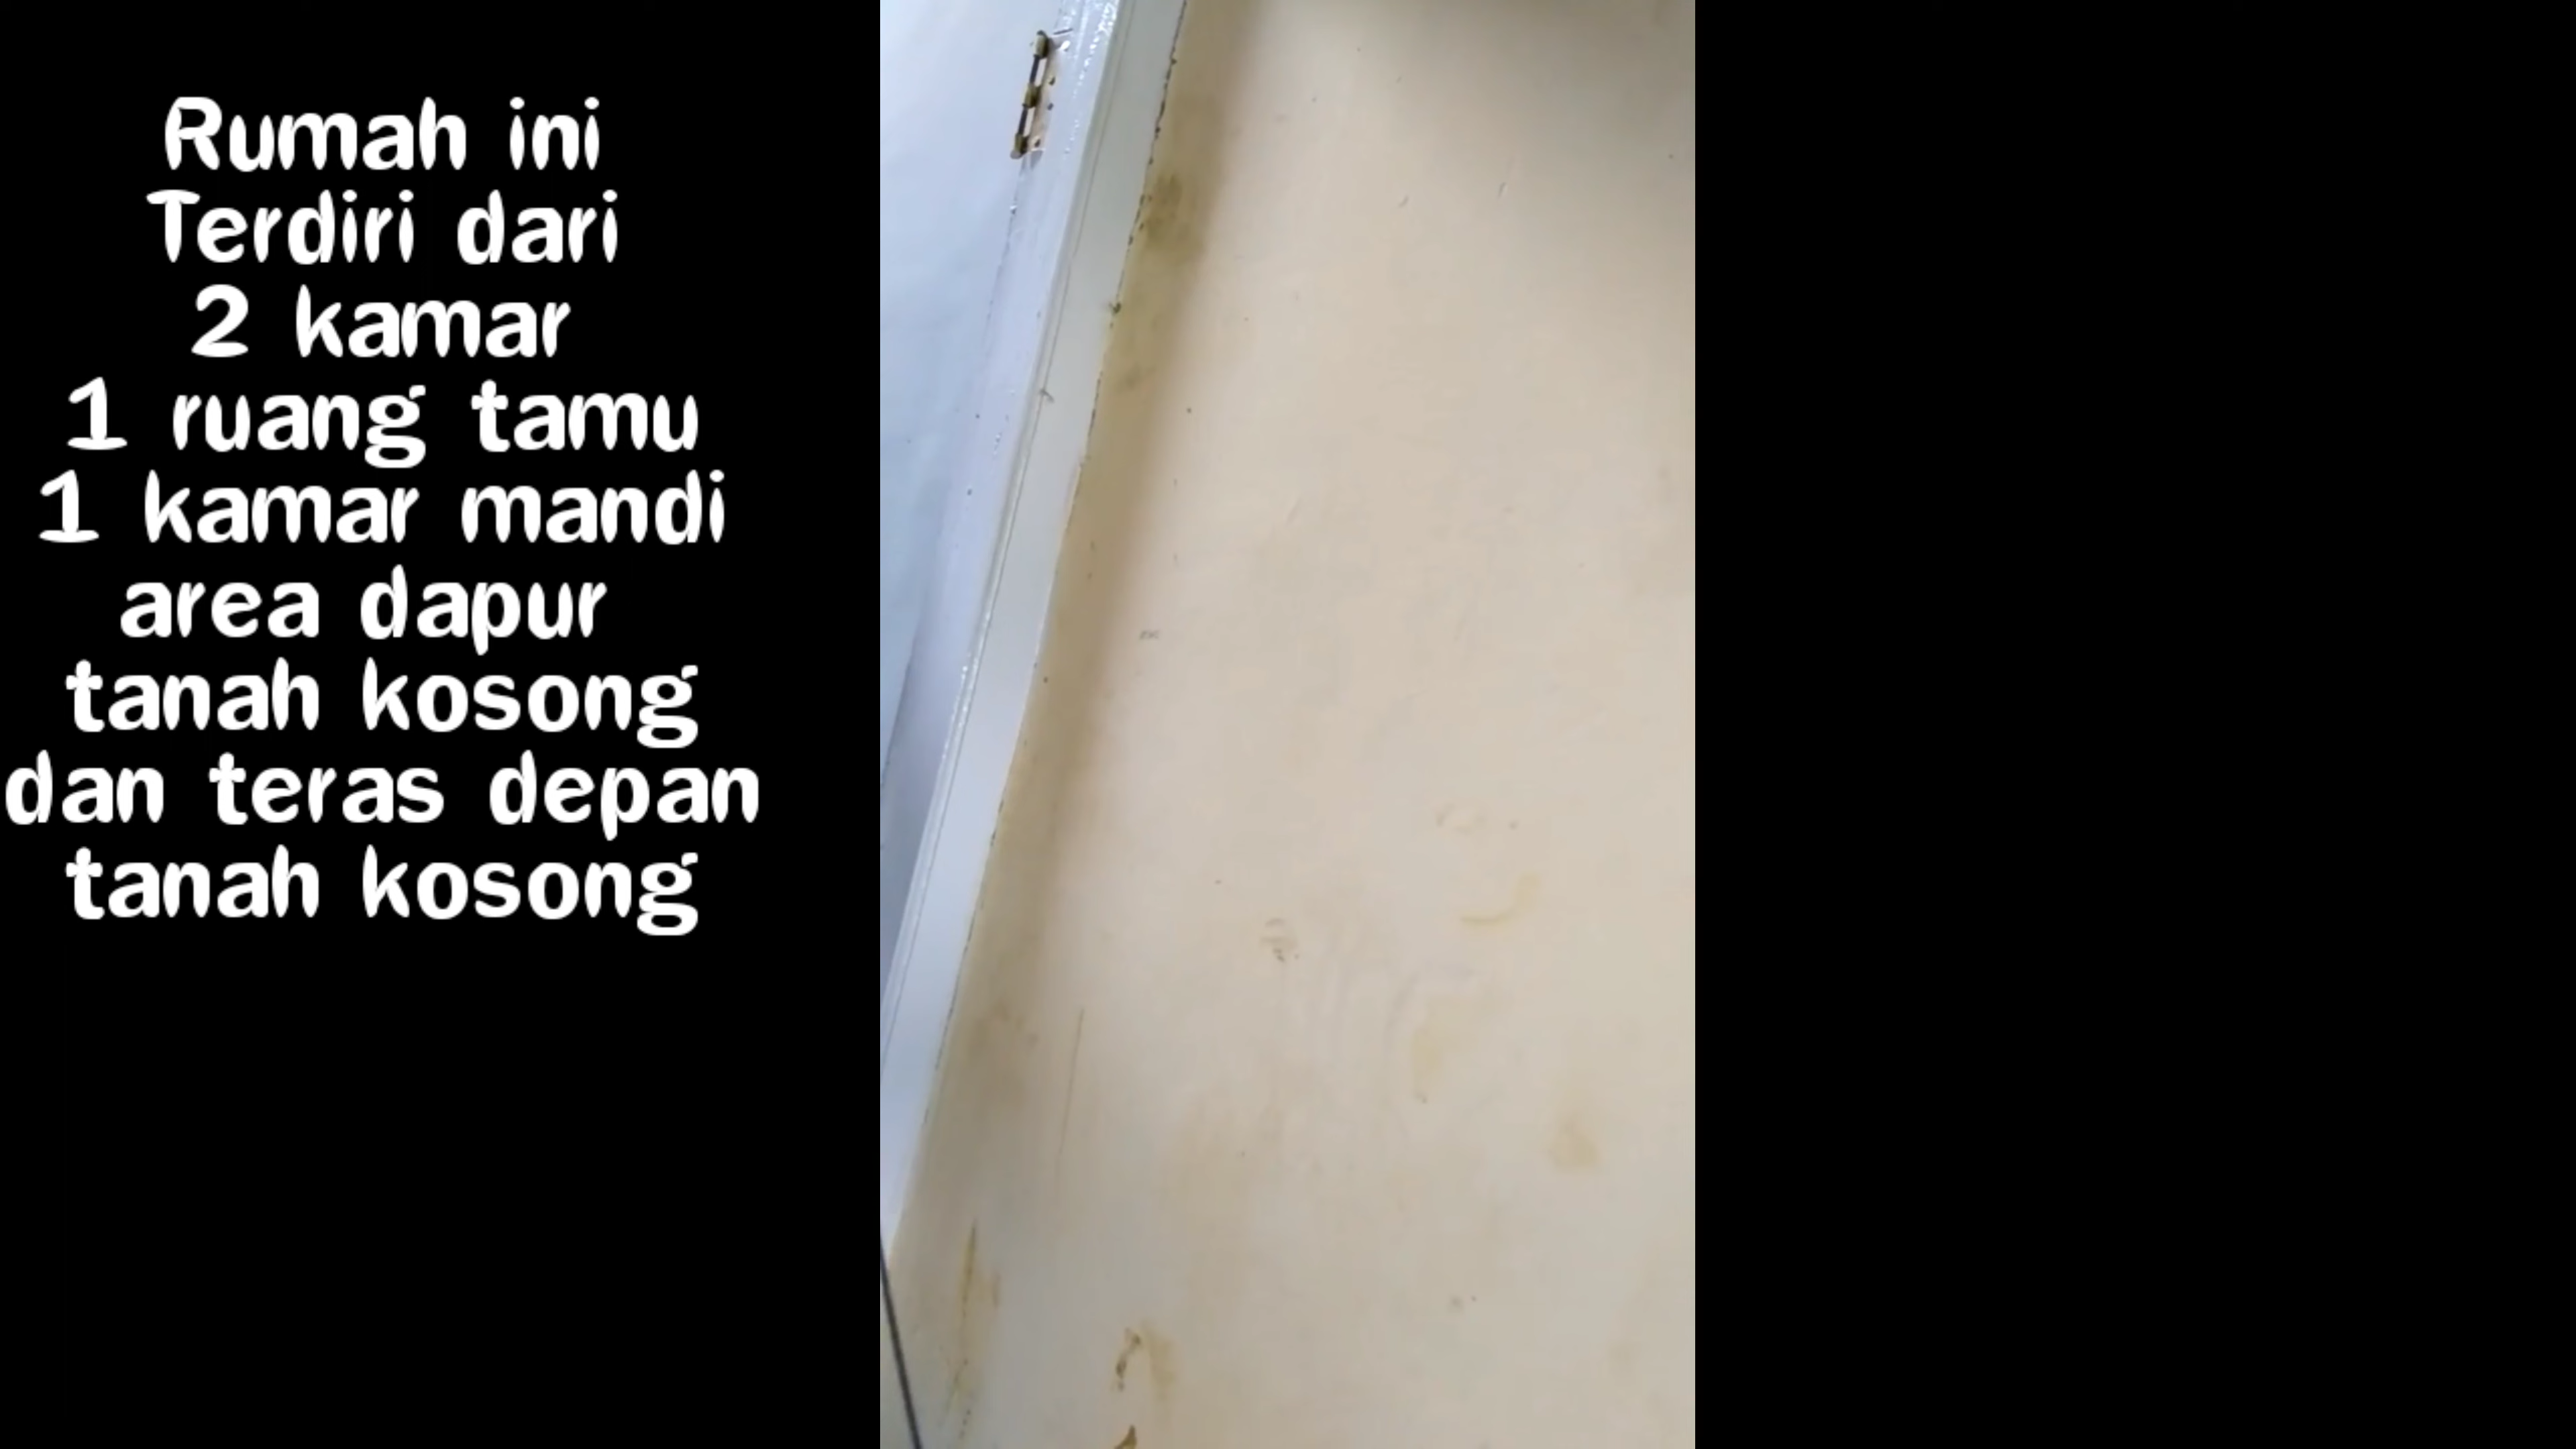 Rumah ini
Terdiri dari
2 kamar
1 ruang tamu
1 kamar mandi
area dapur
tanah kosong
dan teras depan
tanah kosong